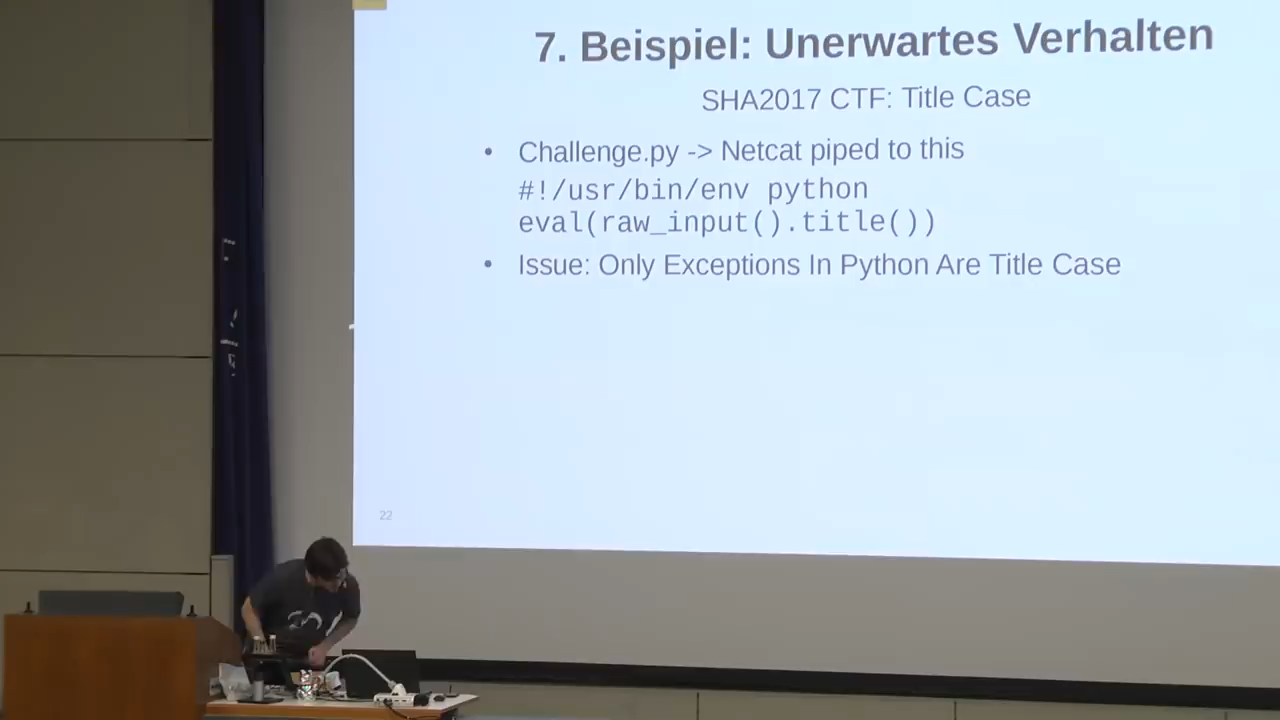 7. Beispiel: Unerwartes Verhalten
SHA2017 CTF: Title Case
• Challenge.py -> Netcat piped to this
#!/usr/bin/env python
eval(raw_input().title())
• Issue: Only Exceptions In Python Are Title Case
22